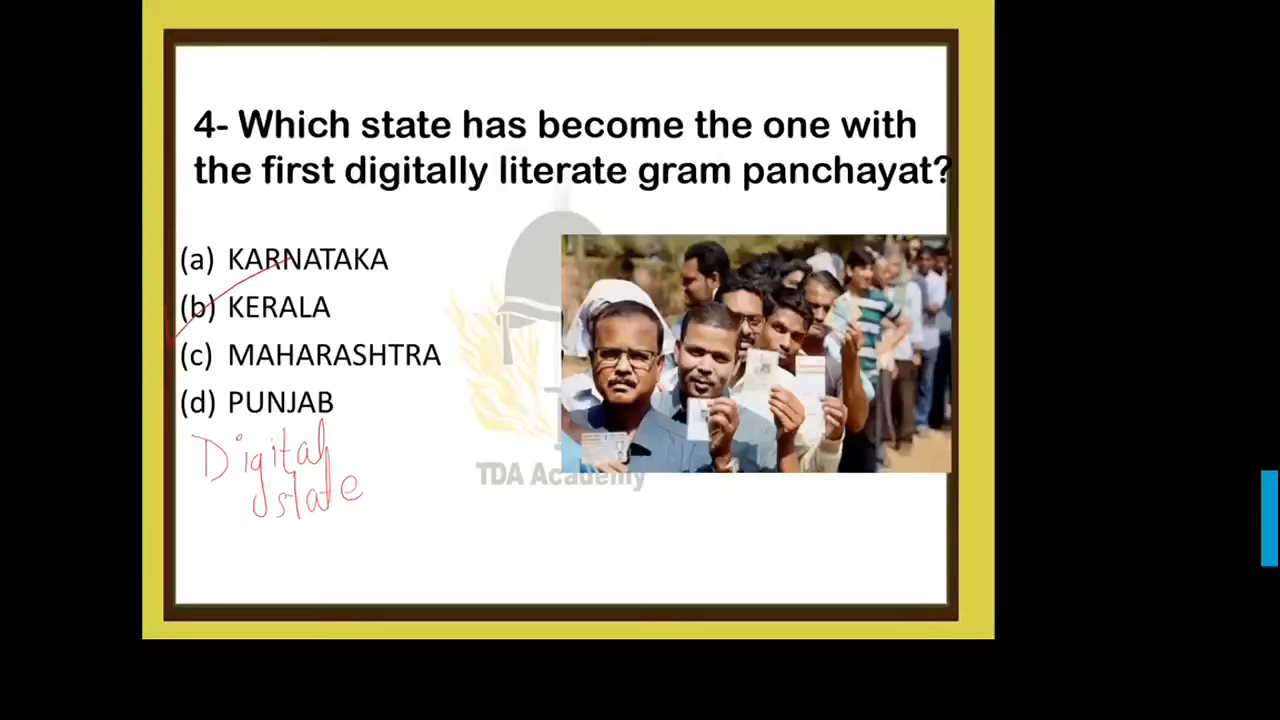 4- Which state has become the one with
the first digitally literate gram panchayat?
(a) KARNATAKA
(b) KERALA
(c) MAHARASHTRA
(d) PUNJAB
Digital
state
TDA Academy